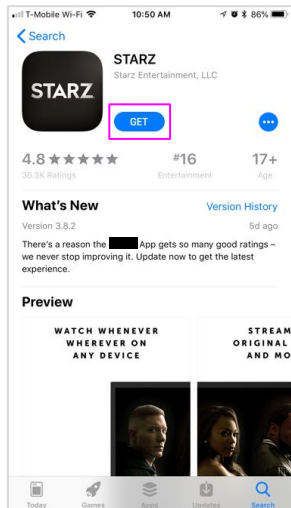 T-Mobile Wi-Fi 10:50 AM 86%
Search
STARZ
STARZ
Starz Entertainment, LLC
GET
4.8 #16 17+
36.3K Ratings Entertainment Age
What's New Version History
Version 3.8.2 5d ago
There's a reason the App gets so many good ratings –
we never stop improving it. Update now to get the latest
experience.
Preview
WATCH WHENEVER
WHEREVER ON
ANY DEVICE
STREAM
ORIGINAL
AND MO
Today Games Apps Updates Search